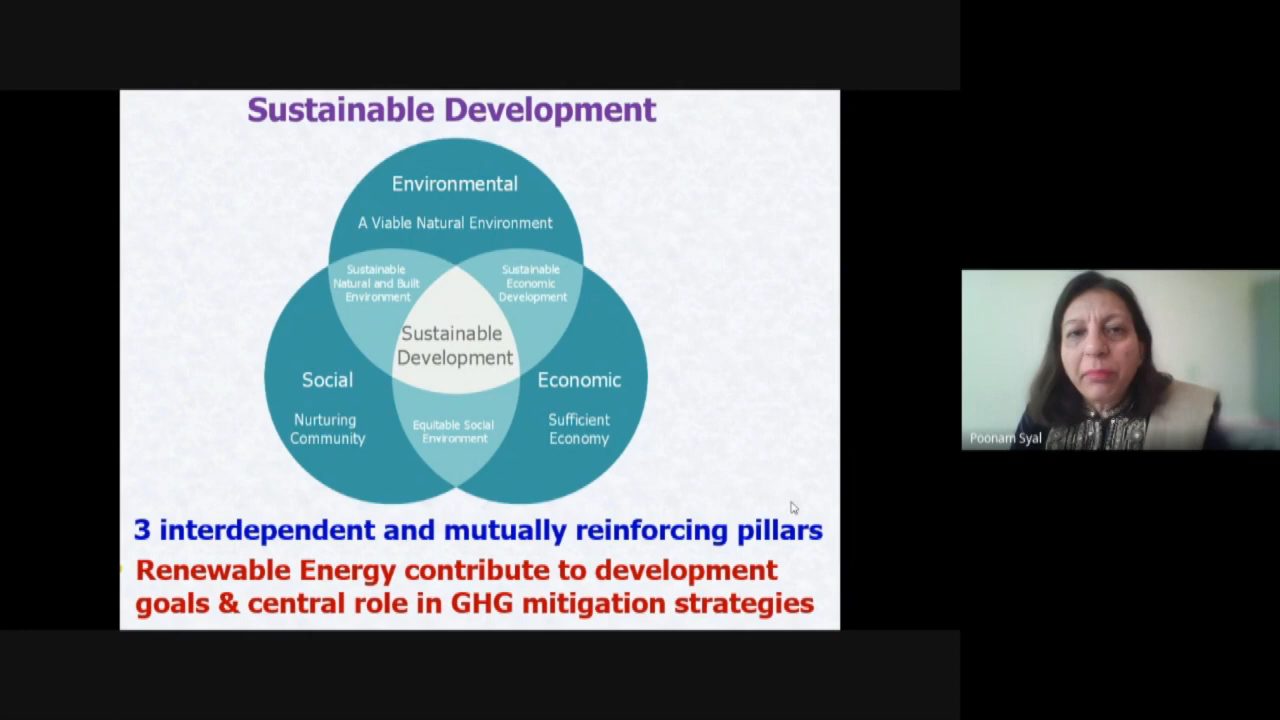 Sustainable Development
Environmental
A Viable Natural Environment
Sustainable
Natural and Built
Environment
Sustainable
Economic
Development
Sustainable
Development
Social
Nurturing
Community
Economic
Sufficient
Economy
Equitable Social
Environment
3 interdependent and mutually reinforcing pillars
Renewable Energy contribute to development
goals & central role in GHG mitigation strategies
Poonam Syal